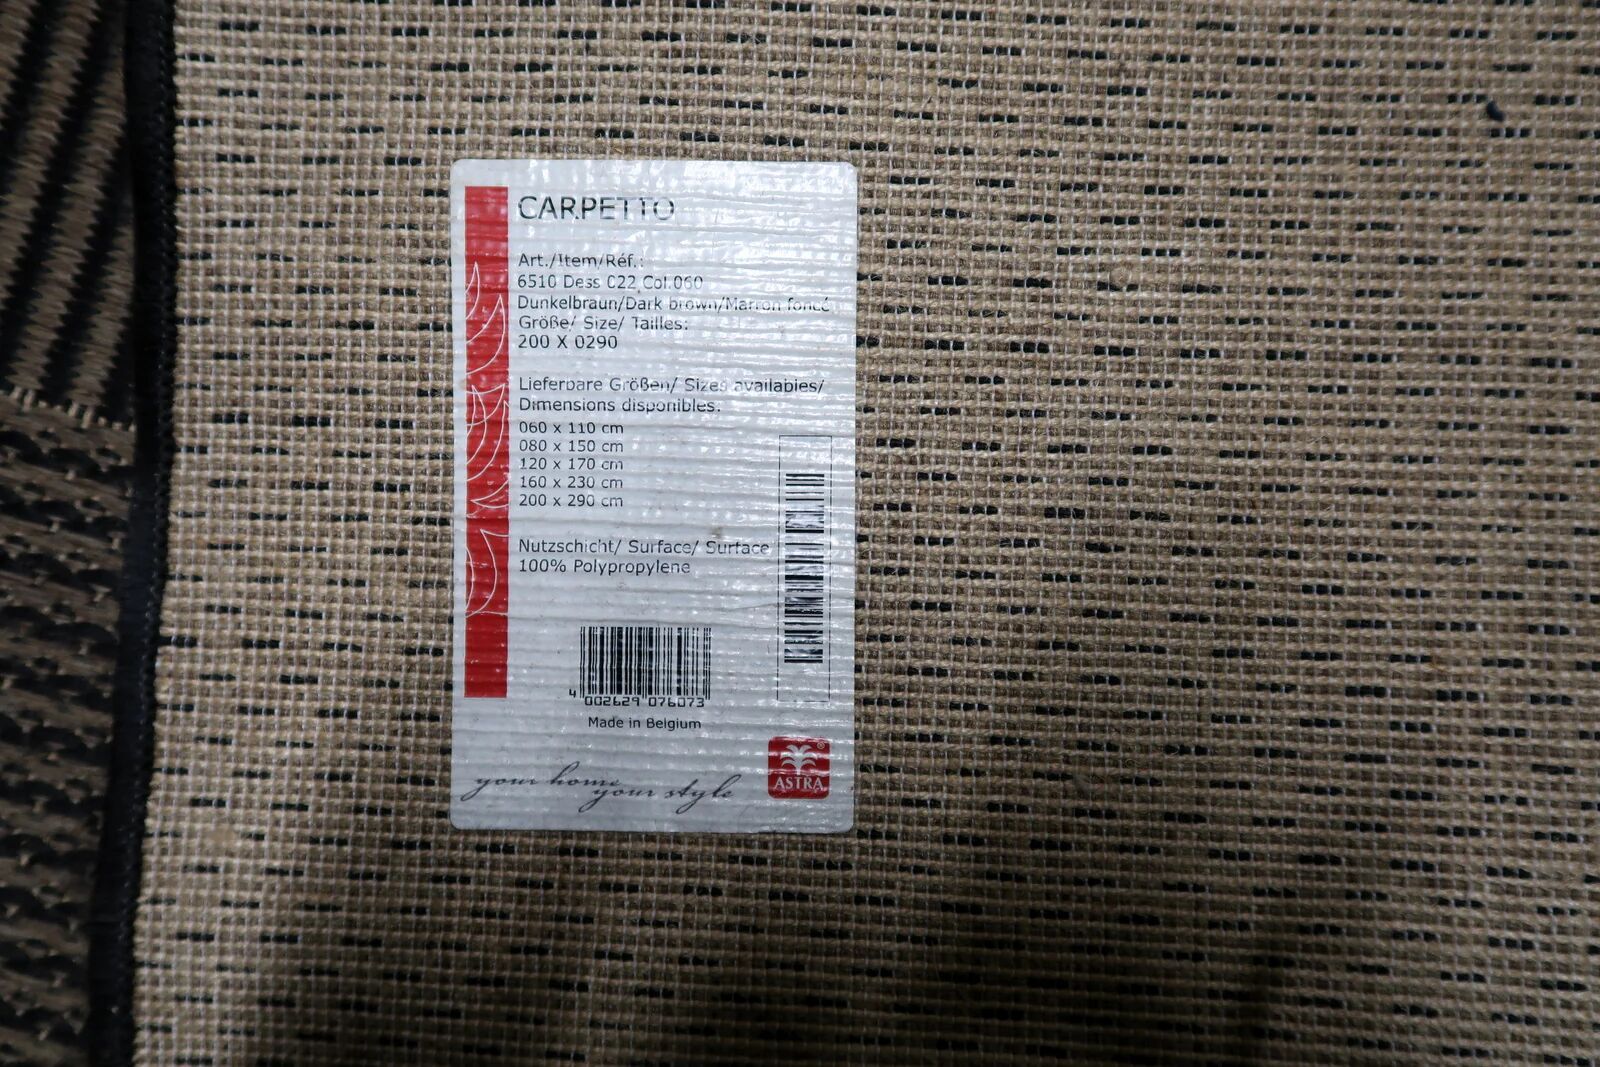 CARPETTO
Art./Item/Réf.:
6510 Dess 022 Col.060
Dunkelbraun/Dark brown/Marron foncé
Größe/ Size/ Tailles:
200 X 0290
Lieferbare Größen/ Sizes availabies/
Dimensions disponibles:
060 x 110 cm
080 x 150 cm
120 x 170 cm
160 x 230 cm
200 x 290 cm
Nutzschicht/ Surface/ Surface
100% Polypropylene
4 002629 076073
Made in Belgium
your home
your style
ASTRA®